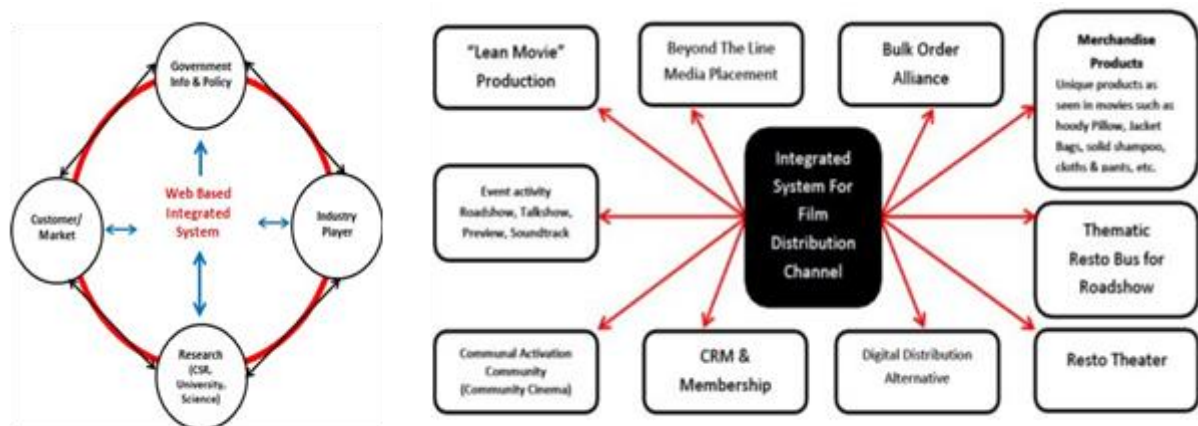 Government
Info & Policy
Web Based
Integrated
System
Customer/
Market
Industry
Player
Research
(CSR,
University,
Science)
"Lean Movie"
Production
Beyond The Line
Media Placement
Bulk Order
Alliance
Merchandise
Products
Unique products as
seen in movies such as
hoody Pillow, Jacket
Bags, solid shampoo,
cloths & pants, etc.
Event activity
Roadshow, Talkshow,
Preview, Soundtrack
Integrated
System For
Film
Distribution
Channel
Thematic
Resto Bus for
Roadshow
Communal Activation
Community
(Community Cinema)
CRM &
Membership
Digital Distribution
Alternative
Resto Theater